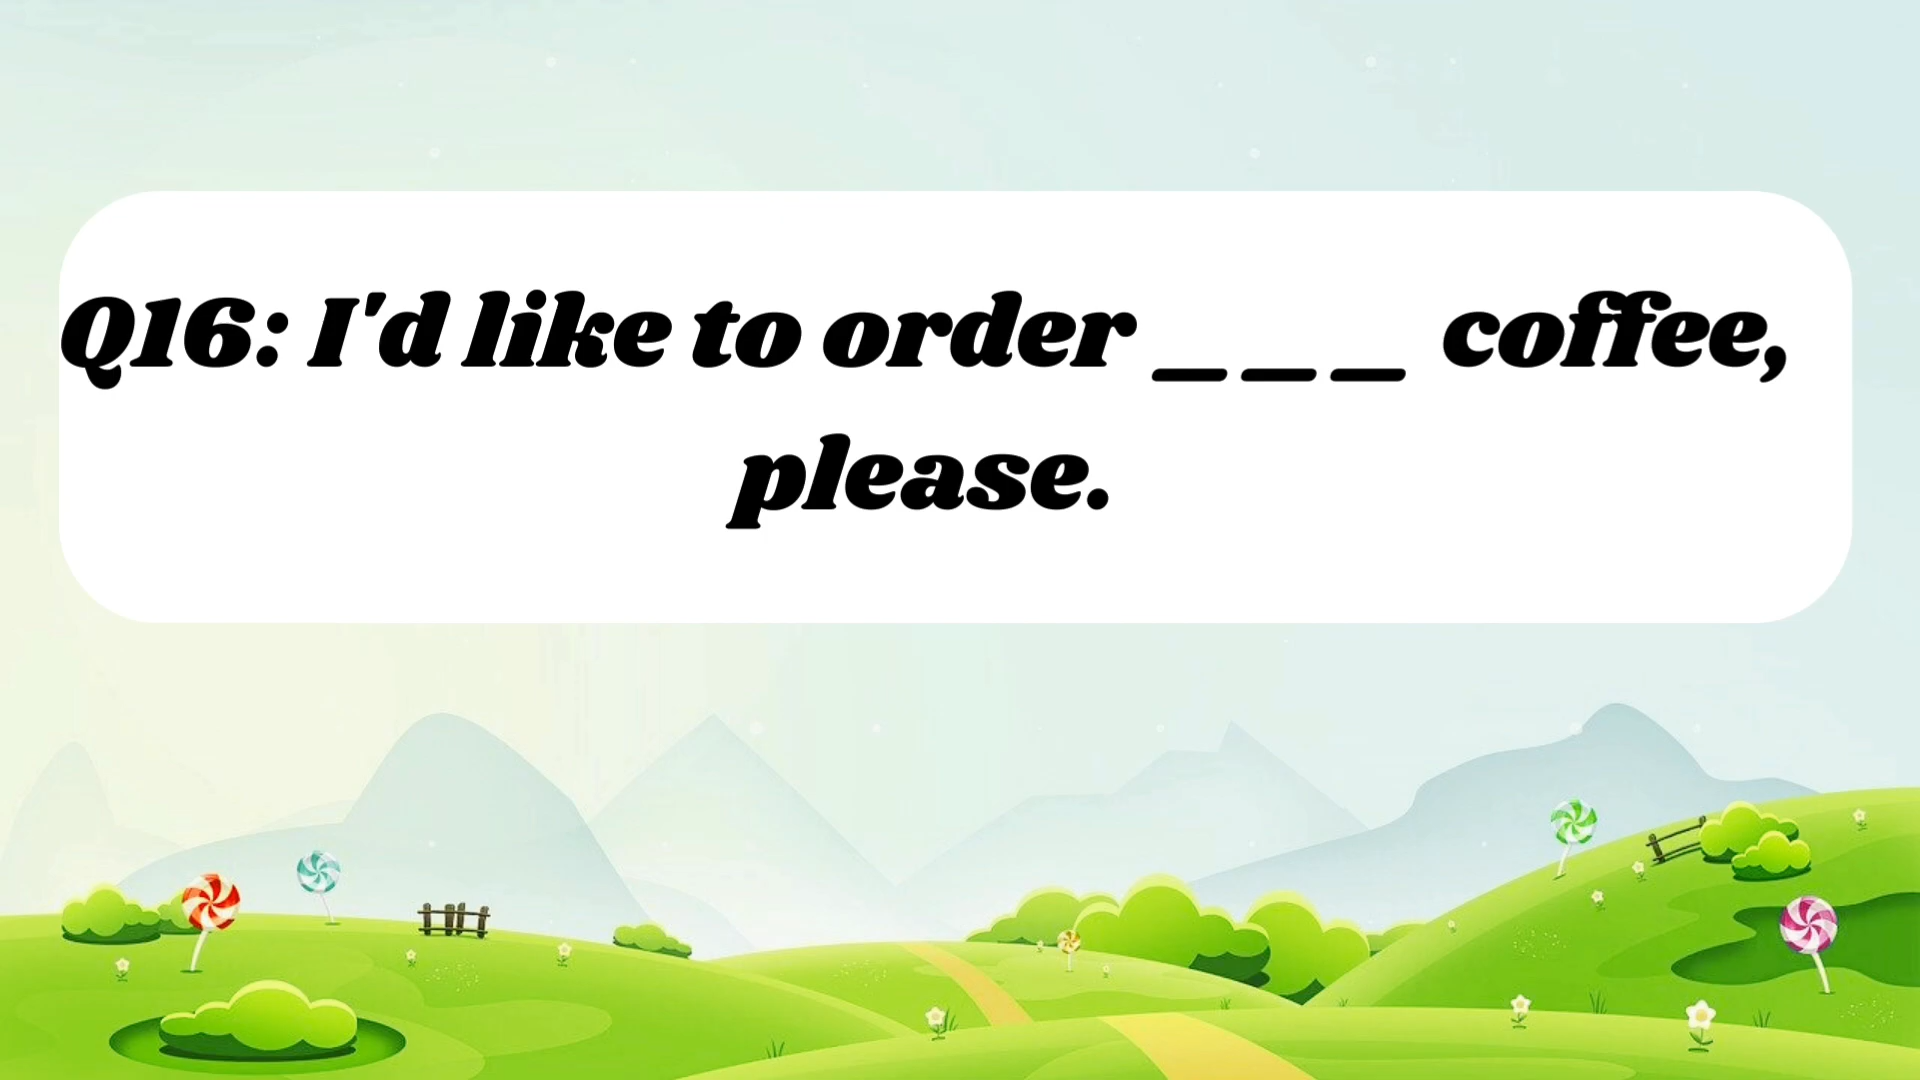 Q16: I'd like to order _ _ _ coffee,
please.